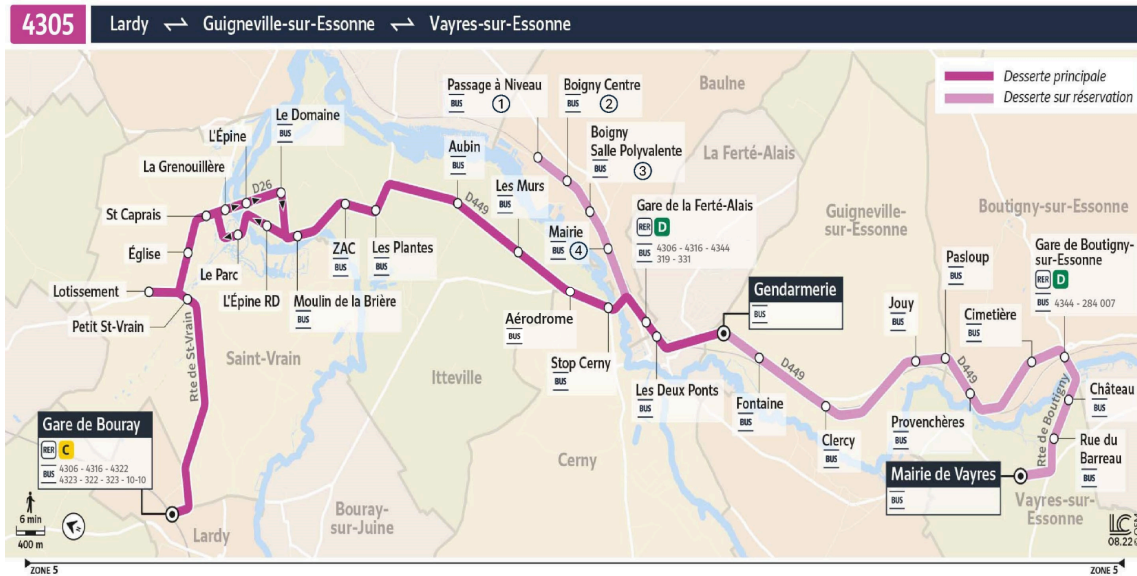 4305
Lardy ⇌ Guigneville-sur-Essonne ⇌ Vayres-sur-Essonne
Desserte principale
Desserte sur réservation
Passage à Niveau
BUS 1
Boigny Centre
BUS 2
Baulne
Boigny
Salle Polyvalente
BUS 3
La Ferté-Alais
Le Domaine
BUS
L'Épine
La Grenouillère
D26
St Caprais
Aubin
BUS
D449
Les Murs
BUS
Mairie
BUS 4
Gare de la Ferté-Alais
RER D
BUS 4306 - 4316 - 4344
319 - 331
Guigneville-
sur-Essonne
Boutigny-sur-Essonne
Gare de Boutigny-
sur-Essonne
RER D
BUS 4344 - 284 007
Pasloup
BUS
Église
Le Parc
L'Épine RD
ZAC
BUS
Les Plantes
BUS
Lotissement
Petit St-Vrain
Moulin de la Brière
BUS
Gendarmerie
BUS
Jouy
BUS
Cimetière
BUS
Aérodrome
BUS
Stop Cerny
BUS
Saint-Vrain
Rte de St-Vrain
Itteville
D449
D449
Les Deux Ponts
BUS
Fontaine
BUS
Clercy
BUS
Provenchères
BUS
Château
BUS
Rte de Boutigny
Rue du
Barreau
BUS
Gare de Bouray
RER C
BUS 4306 - 4316 - 4322
4323 - 322 - 323 - 10-10
Cerny
Mairie de Vayres
BUS
Vayres-sur-
Essonne
Bouray
-sur-Juine
Lardy
6 min
400 m
LC
08.22
ZONE 5
ZONE 5